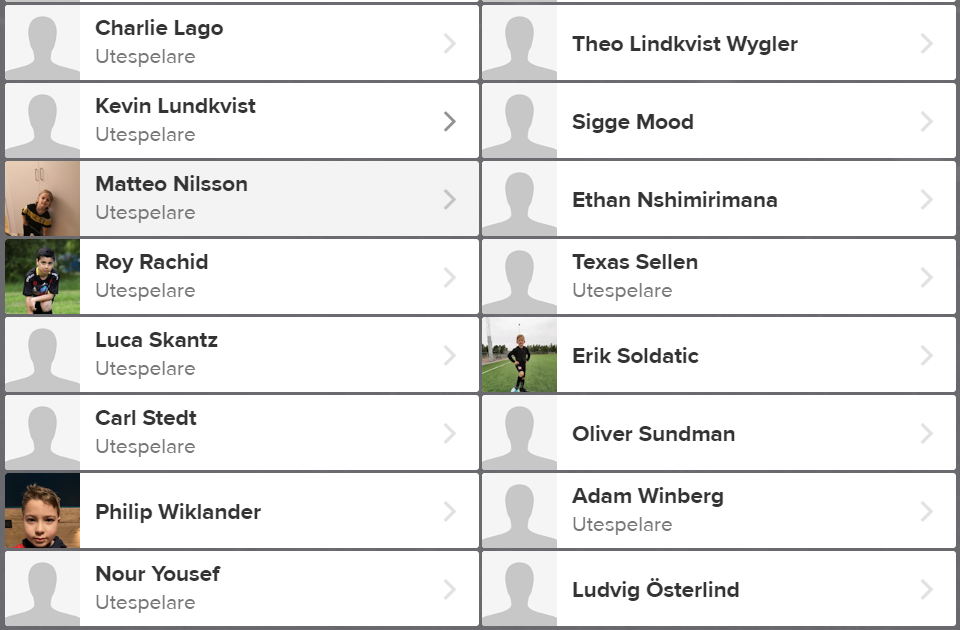 Charlie Lago
Utespelare
Theo Lindkvist Wygler
Kevin Lundkvist
Utespelare
Sigge Mood
Matteo Nilsson
Utespelare
Ethan Nshimirimana
Roy Rachid
Utespelare
Texas Sellen
Utespelare
Luca Skantz
Utespelare
Erik Soldatic
Carl Stedt
Utespelare
Oliver Sundman
Philip Wiklander
Adam Winberg
Utespelare
Nour Yousef
Utespelare
Ludvig Österlind